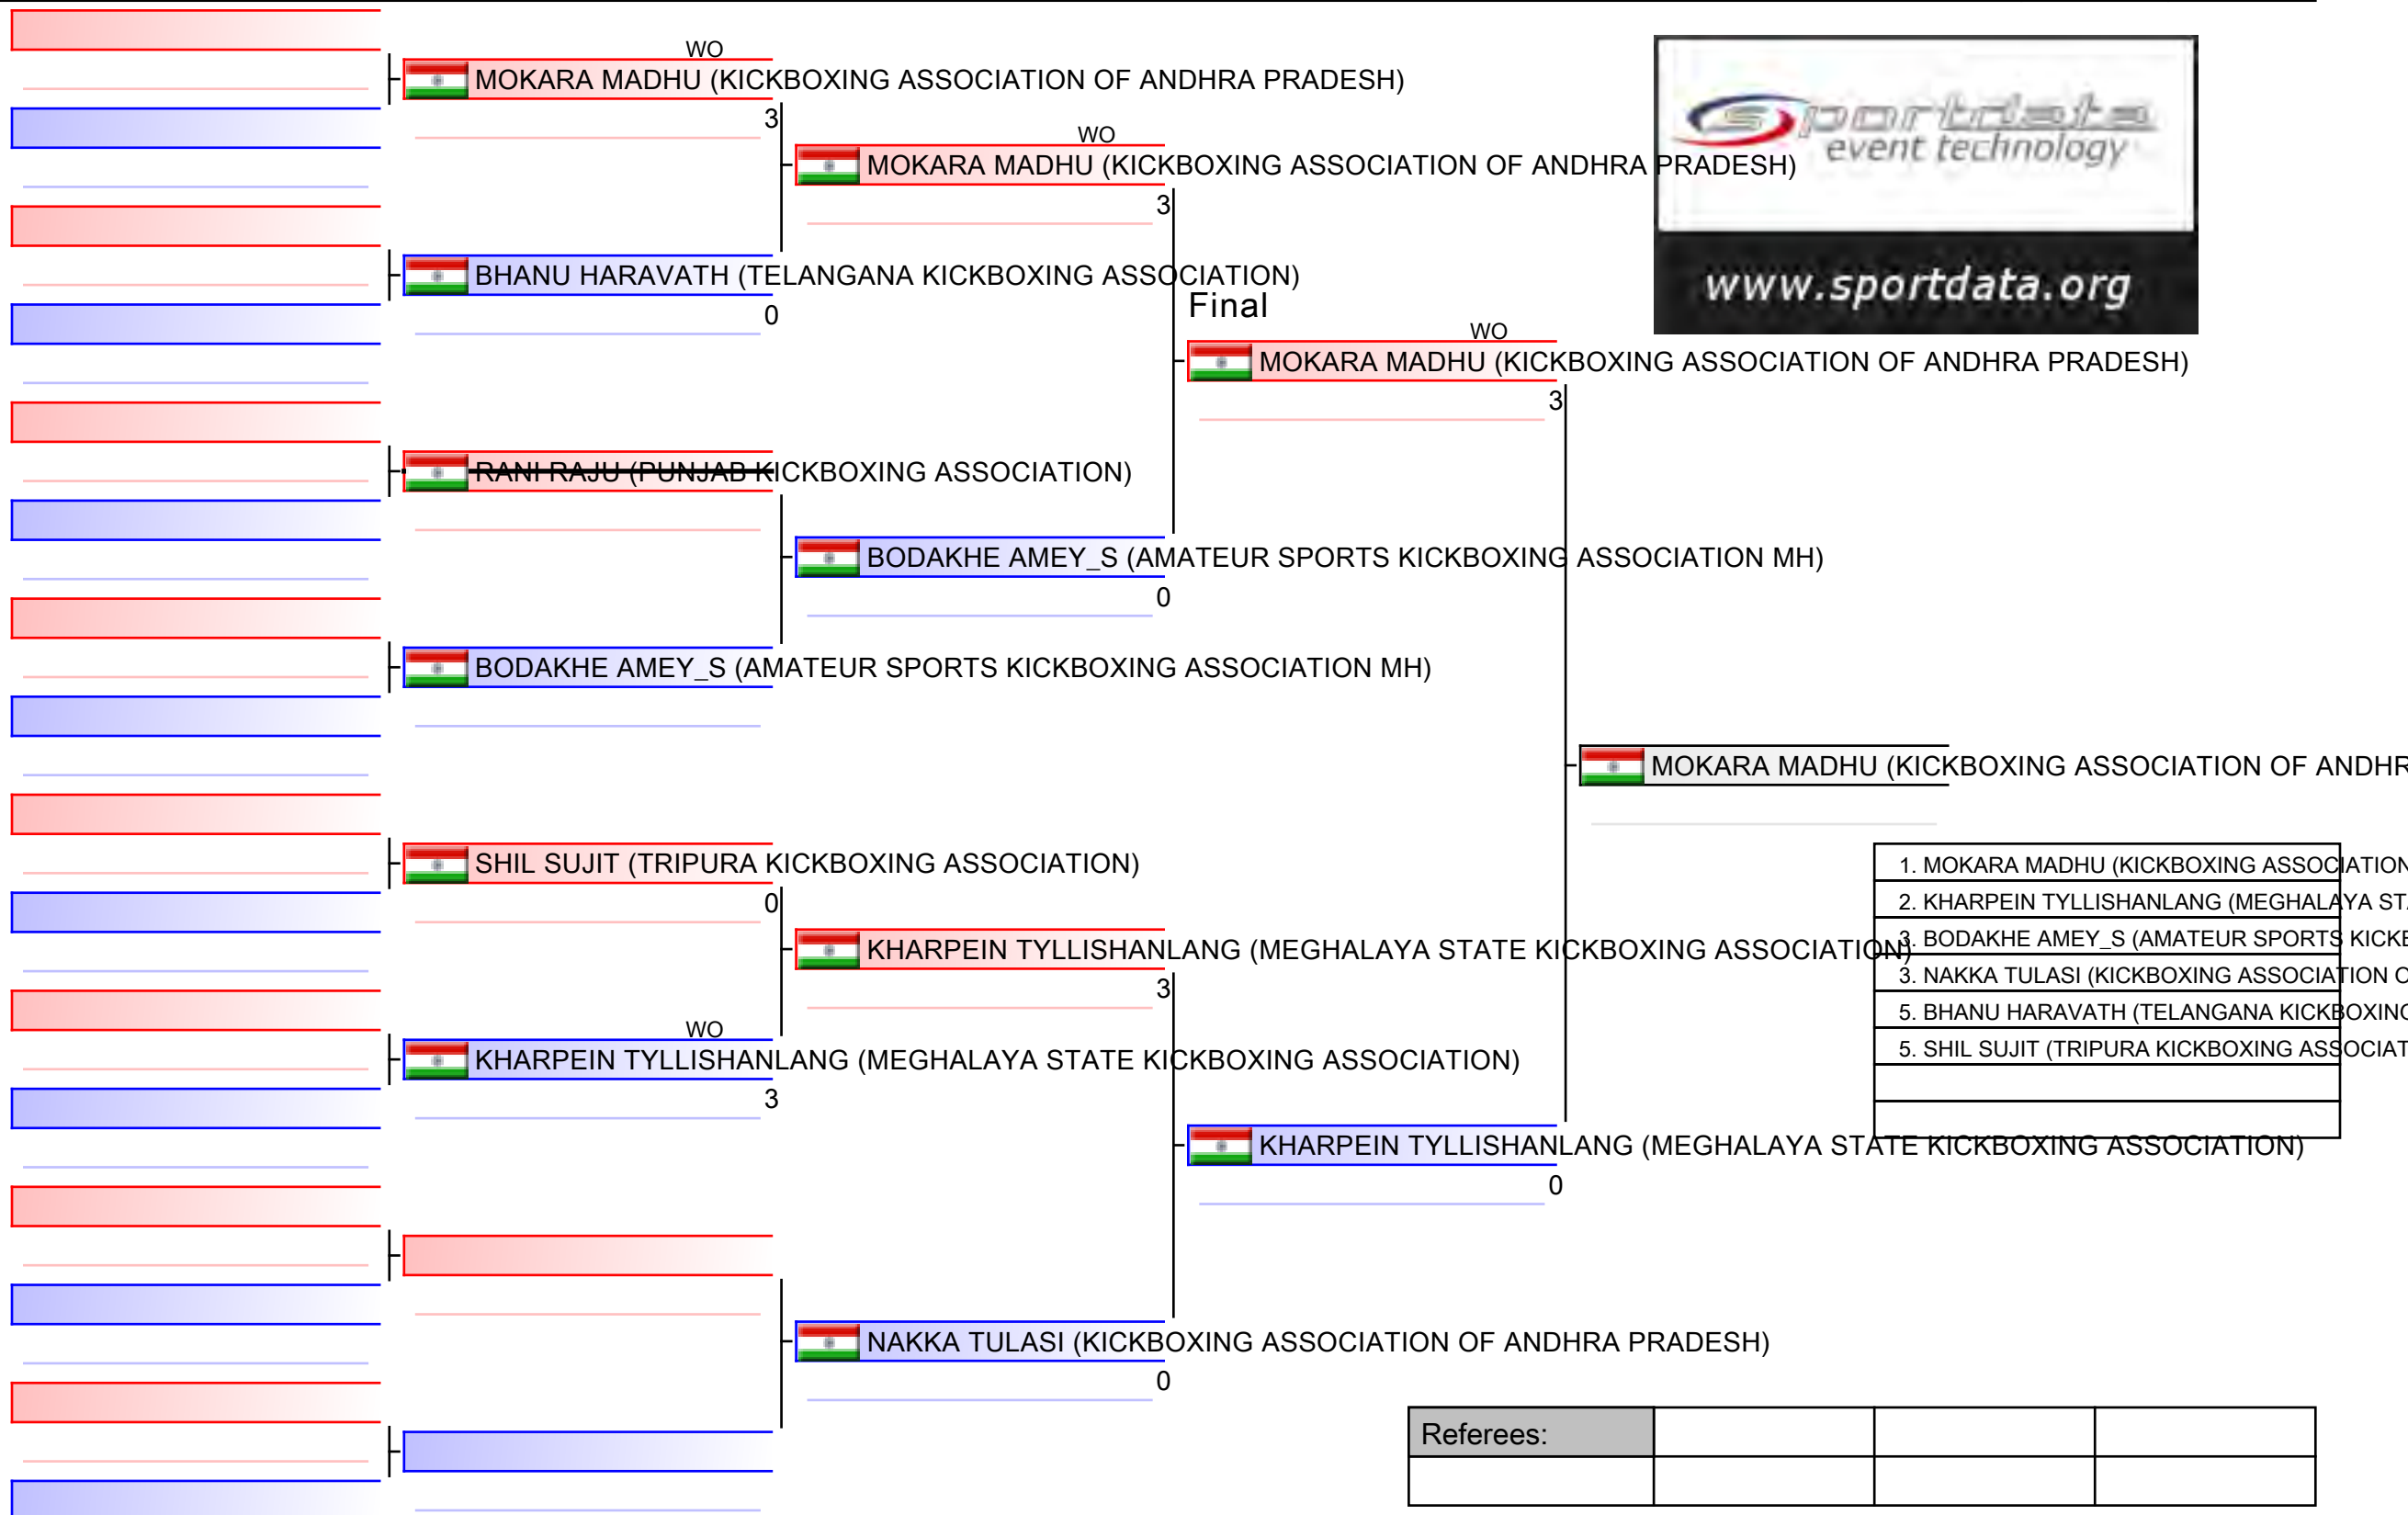 WO
MOKARA MADHU (KICKBOXING ASSOCIATION OF ANDHRA PRADESH)
3
WO
MOKARA MADHU (KICKBOXING ASSOCIATION OF ANDHRA PRADESH)
3
sportdata
event technology
www.sportdata.org
BHANU HARAVATH (TELANGANA KICKBOXING ASSOCIATION)
0
Final
WO
MOKARA MADHU (KICKBOXING ASSOCIATION OF ANDHRA PRADESH)
3
RANI RAJU (PUNJAB KICKBOXING ASSOCIATION)
BODAKHE AMEY_S (AMATEUR SPORTS KICKBOXING ASSOCIATION MH)
0
BODAKHE AMEY_S (AMATEUR SPORTS KICKBOXING ASSOCIATION MH)
MOKARA MADHU (KICKBOXING ASSOCIATION OF ANDHR
SHIL SUJIT (TRIPURA KICKBOXING ASSOCIATION)
0
KHARPEIN TYLLISHANLANG (MEGHALAYA STATE KICKBOXING ASSOCIATION)
3
1. MOKARA MADHU (KICKBOXING ASSOCIATION
2. KHARPEIN TYLLISHANLANG (MEGHALAYA STA
3. BODAKHE AMEY_S (AMATEUR SPORTS KICKB
3. NAKKA TULASI (KICKBOXING ASSOCIATION O
5. BHANU HARAVATH (TELANGANA KICKBOXING
5. SHIL SUJIT (TRIPURA KICKBOXING ASSOCIAT
WO
KHARPEIN TYLLISHANLANG (MEGHALAYA STATE KICKBOXING ASSOCIATION)
3
KHARPEIN TYLLISHANLANG (MEGHALAYA STATE KICKBOXING ASSOCIATION)
0
NAKKA TULASI (KICKBOXING ASSOCIATION OF ANDHRA PRADESH)
0
Referees: